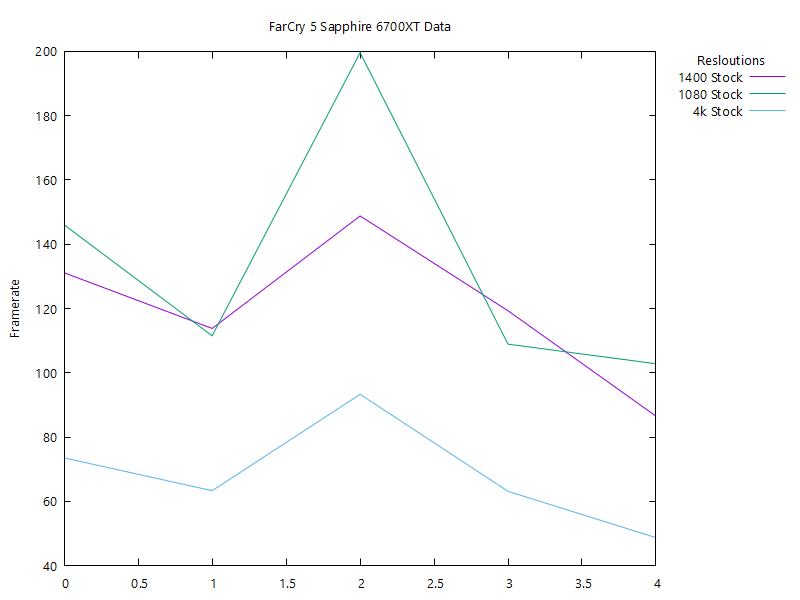 FarCry 5 Sapphire 6700XT Data
Resloutions
1400 Stock
1080 Stock
4k Stock
Framerate
200
180
160
140
120
100
80
60
40
0 0.5 1 1.5 2 2.5 3 3.5 4